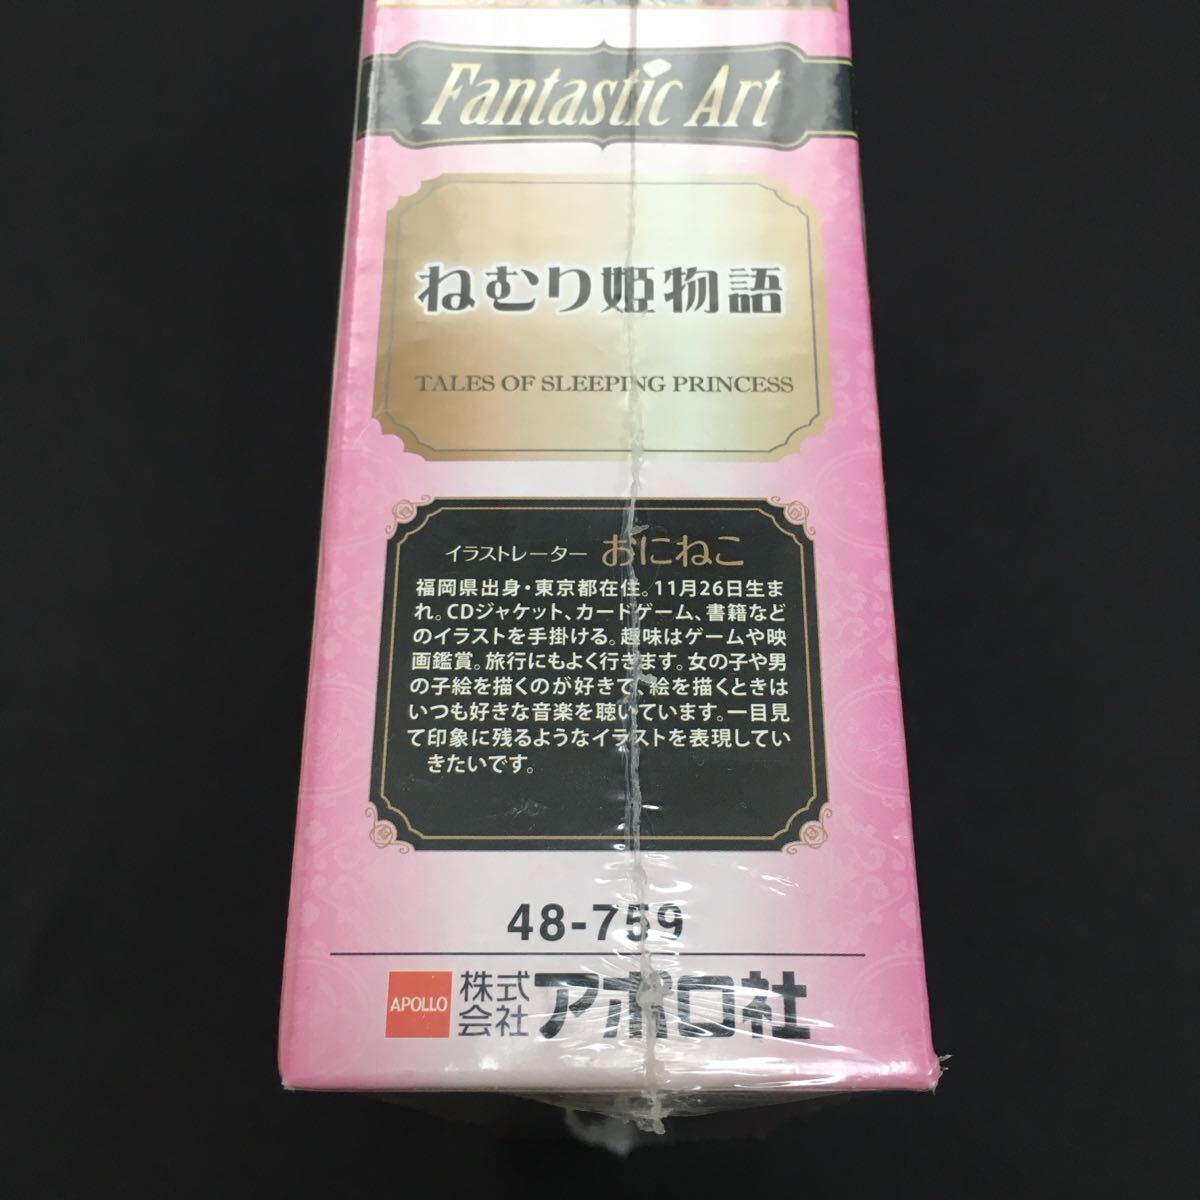 Fantastic Art
ねむり姫物語
TALES OF SLEEPING PRINCESS
イラストレーター おにねこ
福岡県出身・東京都在住。11月26日生ま
れ。CDジャケット、カードゲーム、書籍など
のイラストを手掛ける。趣味はゲームや映
画鑑賞。旅行にもよく行きます。女の子や男
の子絵を描くのが好きで、絵を描くときは
いつも好きな音楽を聴いています。一目見
て印象に残るようなイラストを表現してい
きたいです。
48-759
APOLLO 株式会社 アポロ社